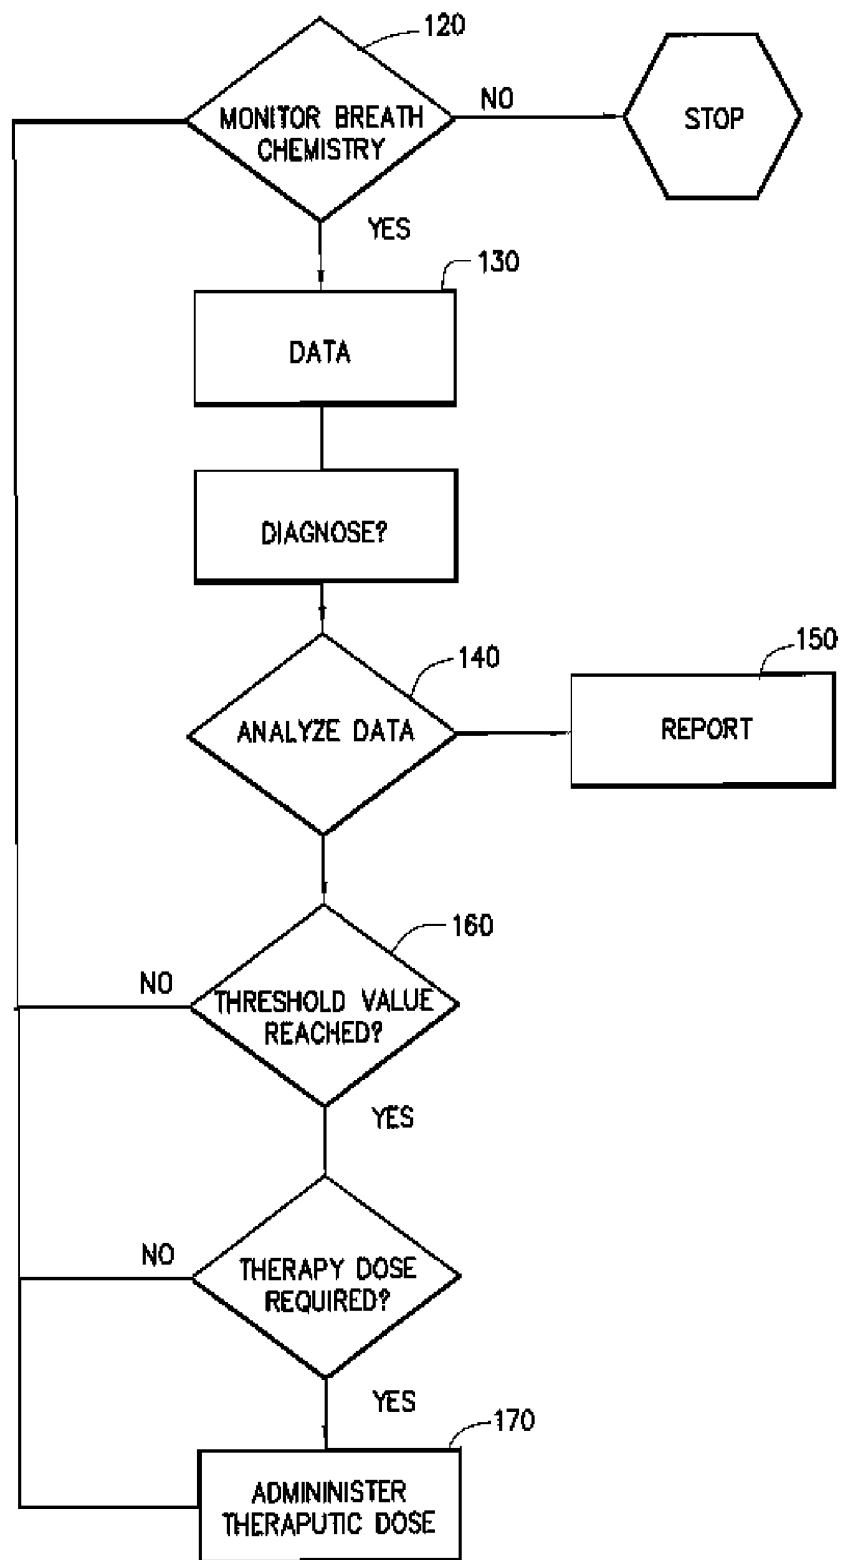 120
MONITOR BREATH
CHEMISTRY
NO
STOP
YES
130
DATA
DIAGNOSE?
140
ANALYZE DATA
150
REPORT
160
NO
THRESHOLD VALUE
REACHED?
YES
NO
THERAPY DOSE
REQUIRED?
YES
170
ADMININISTER
THERAPUTIC DOSE